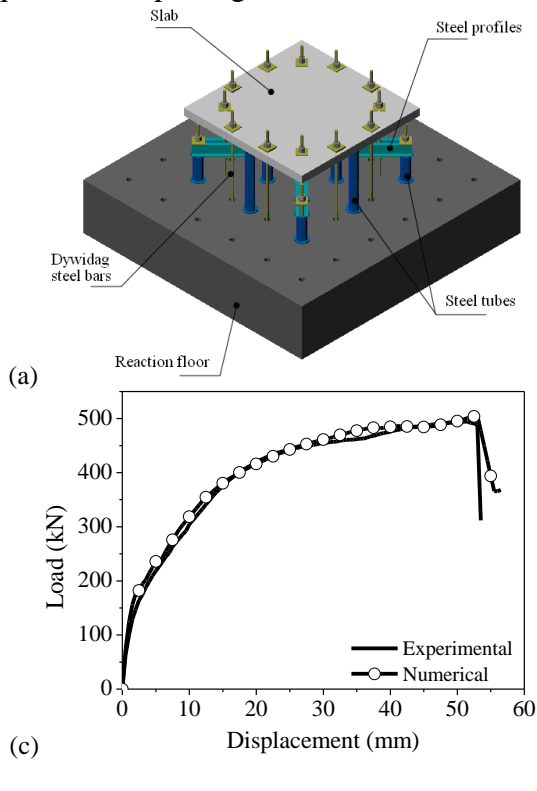 Slab
Steel profiles
Dywidag
steel bars
Steel tubes
Reaction floor
(a)
500
400
300
200
100
0
Load (kN)
Experimental
Numerical
0 10 20 30 40 50 60
Displacement (mm)
(c)